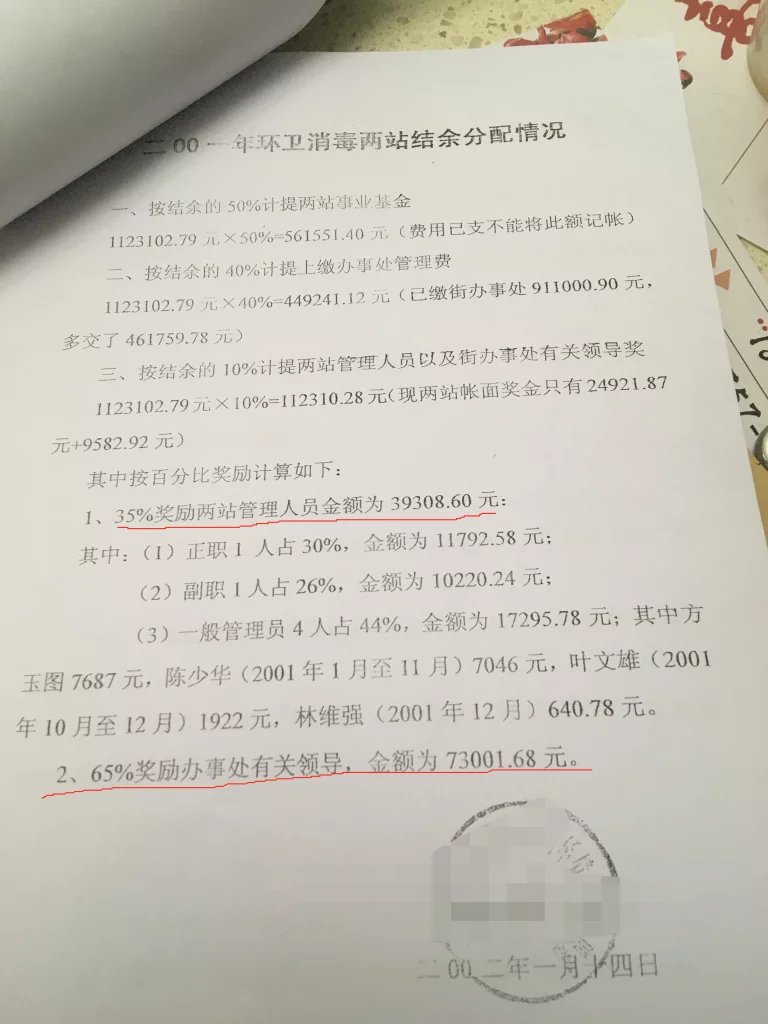 二00一年环卫消毒两站结余分配情况
一、按结余的50%计提两站事业基金
1123102.79元×50%=561551.40元（费用已支不能将此额记帐）
二、按结余的40%计提上缴办事处管理费
1123102.79元×40%=449241.12元（已缴街办事处911000.90元，
多交了461759.78元）
三、按结余的10%计提两站管理人员以及街办事处有关领导奖
1123102.79元×10%=112310.28元（现两站帐面奖金只有24921.87
元+9582.92元）
其中按百分比奖励计算如下：
1、35%奖励两站管理人员金额为39308.60元：
其中：（1）正职1 人占30%，金额为11792.58元；
（2）副职1人占26%，金额为10220.24元；
（3）一般管理员4人占44%，金额为17295.78元；其中方
玉图7687元，陈少华（2001年1月至11月）7046元，叶文雄（2001
年10月至12月）1922元，林维强（2001年12月）640.78元。
2、65%奖励办事处有关领导，金额为73001.68元。
二00二年一月十四日